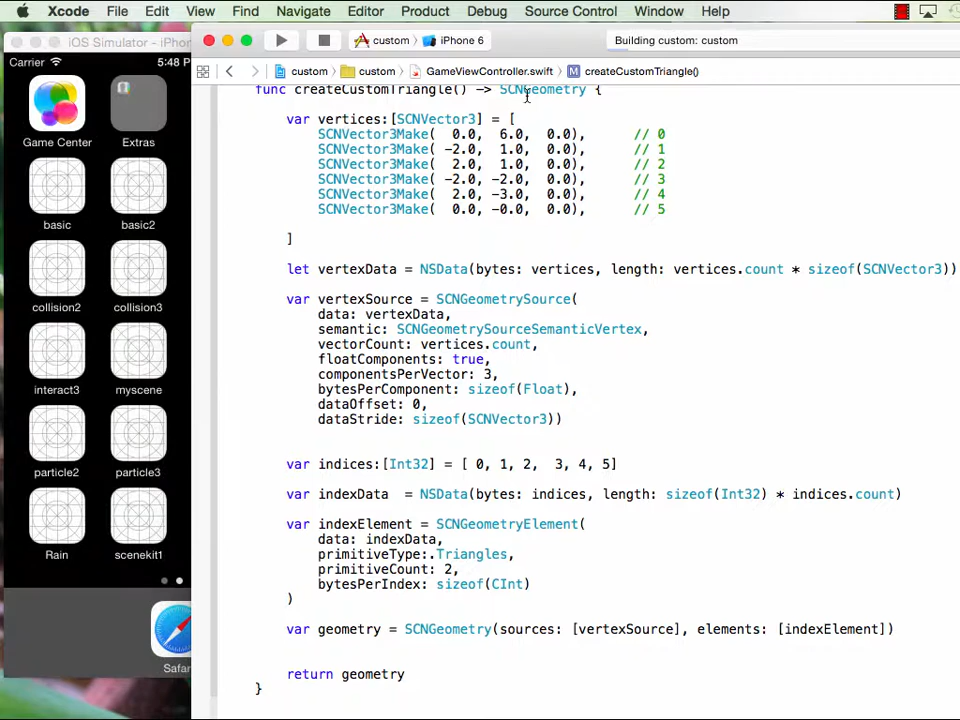 Xcode File Edit View Find Navigate Editor Product Debug Source Control Window Help
iOS Simulator – iPhon
custom iPhone 6 Building custom: custom
custom custom GameViewController.swift M createCustomTriangle()
Carrier 5:48 P
Game Center Extras
basic basic2
collision2 collision3
interact3 myscene
particle2 particle3
Rain scenekit1
Safar
func createCustomTriangle() -> SCNGeometry {
var vertices:[SCNVector3] = [
SCNVector3Make( 0.0, 6.0, 0.0), // 0
SCNVector3Make( -2.0, 1.0, 0.0), // 1
SCNVector3Make( 2.0, 1.0, 0.0), // 2
SCNVector3Make( -2.0, -2.0, 0.0), // 3
SCNVector3Make( 2.0, -3.0, 0.0), // 4
SCNVector3Make( 0.0, -0.0, 0.0), // 5
]
let vertexData = NSData(bytes: vertices, length: vertices.count * sizeof(SCNVector3))
var vertexSource = SCNGeometrySource(
data: vertexData,
semantic: SCNGeometrySourceSemanticVertex,
vectorCount: vertices.count,
floatComponents: true,
componentsPerVector: 3,
bytesPerComponent: sizeof(Float),
dataOffset: 0,
dataStride: sizeof(SCNVector3))
var indices:[Int32] = [ 0, 1, 2, 3, 4, 5]
var indexData = NSData(bytes: indices, length: sizeof(Int32) * indices.count)
var indexElement = SCNGeometryElement(
data: indexData,
primitiveType:.Triangles,
primitiveCount: 2,
bytesPerIndex: sizeof(CInt)
)
var geometry = SCNGeometry(sources: [vertexSource], elements: [indexElement])
return geometry
}